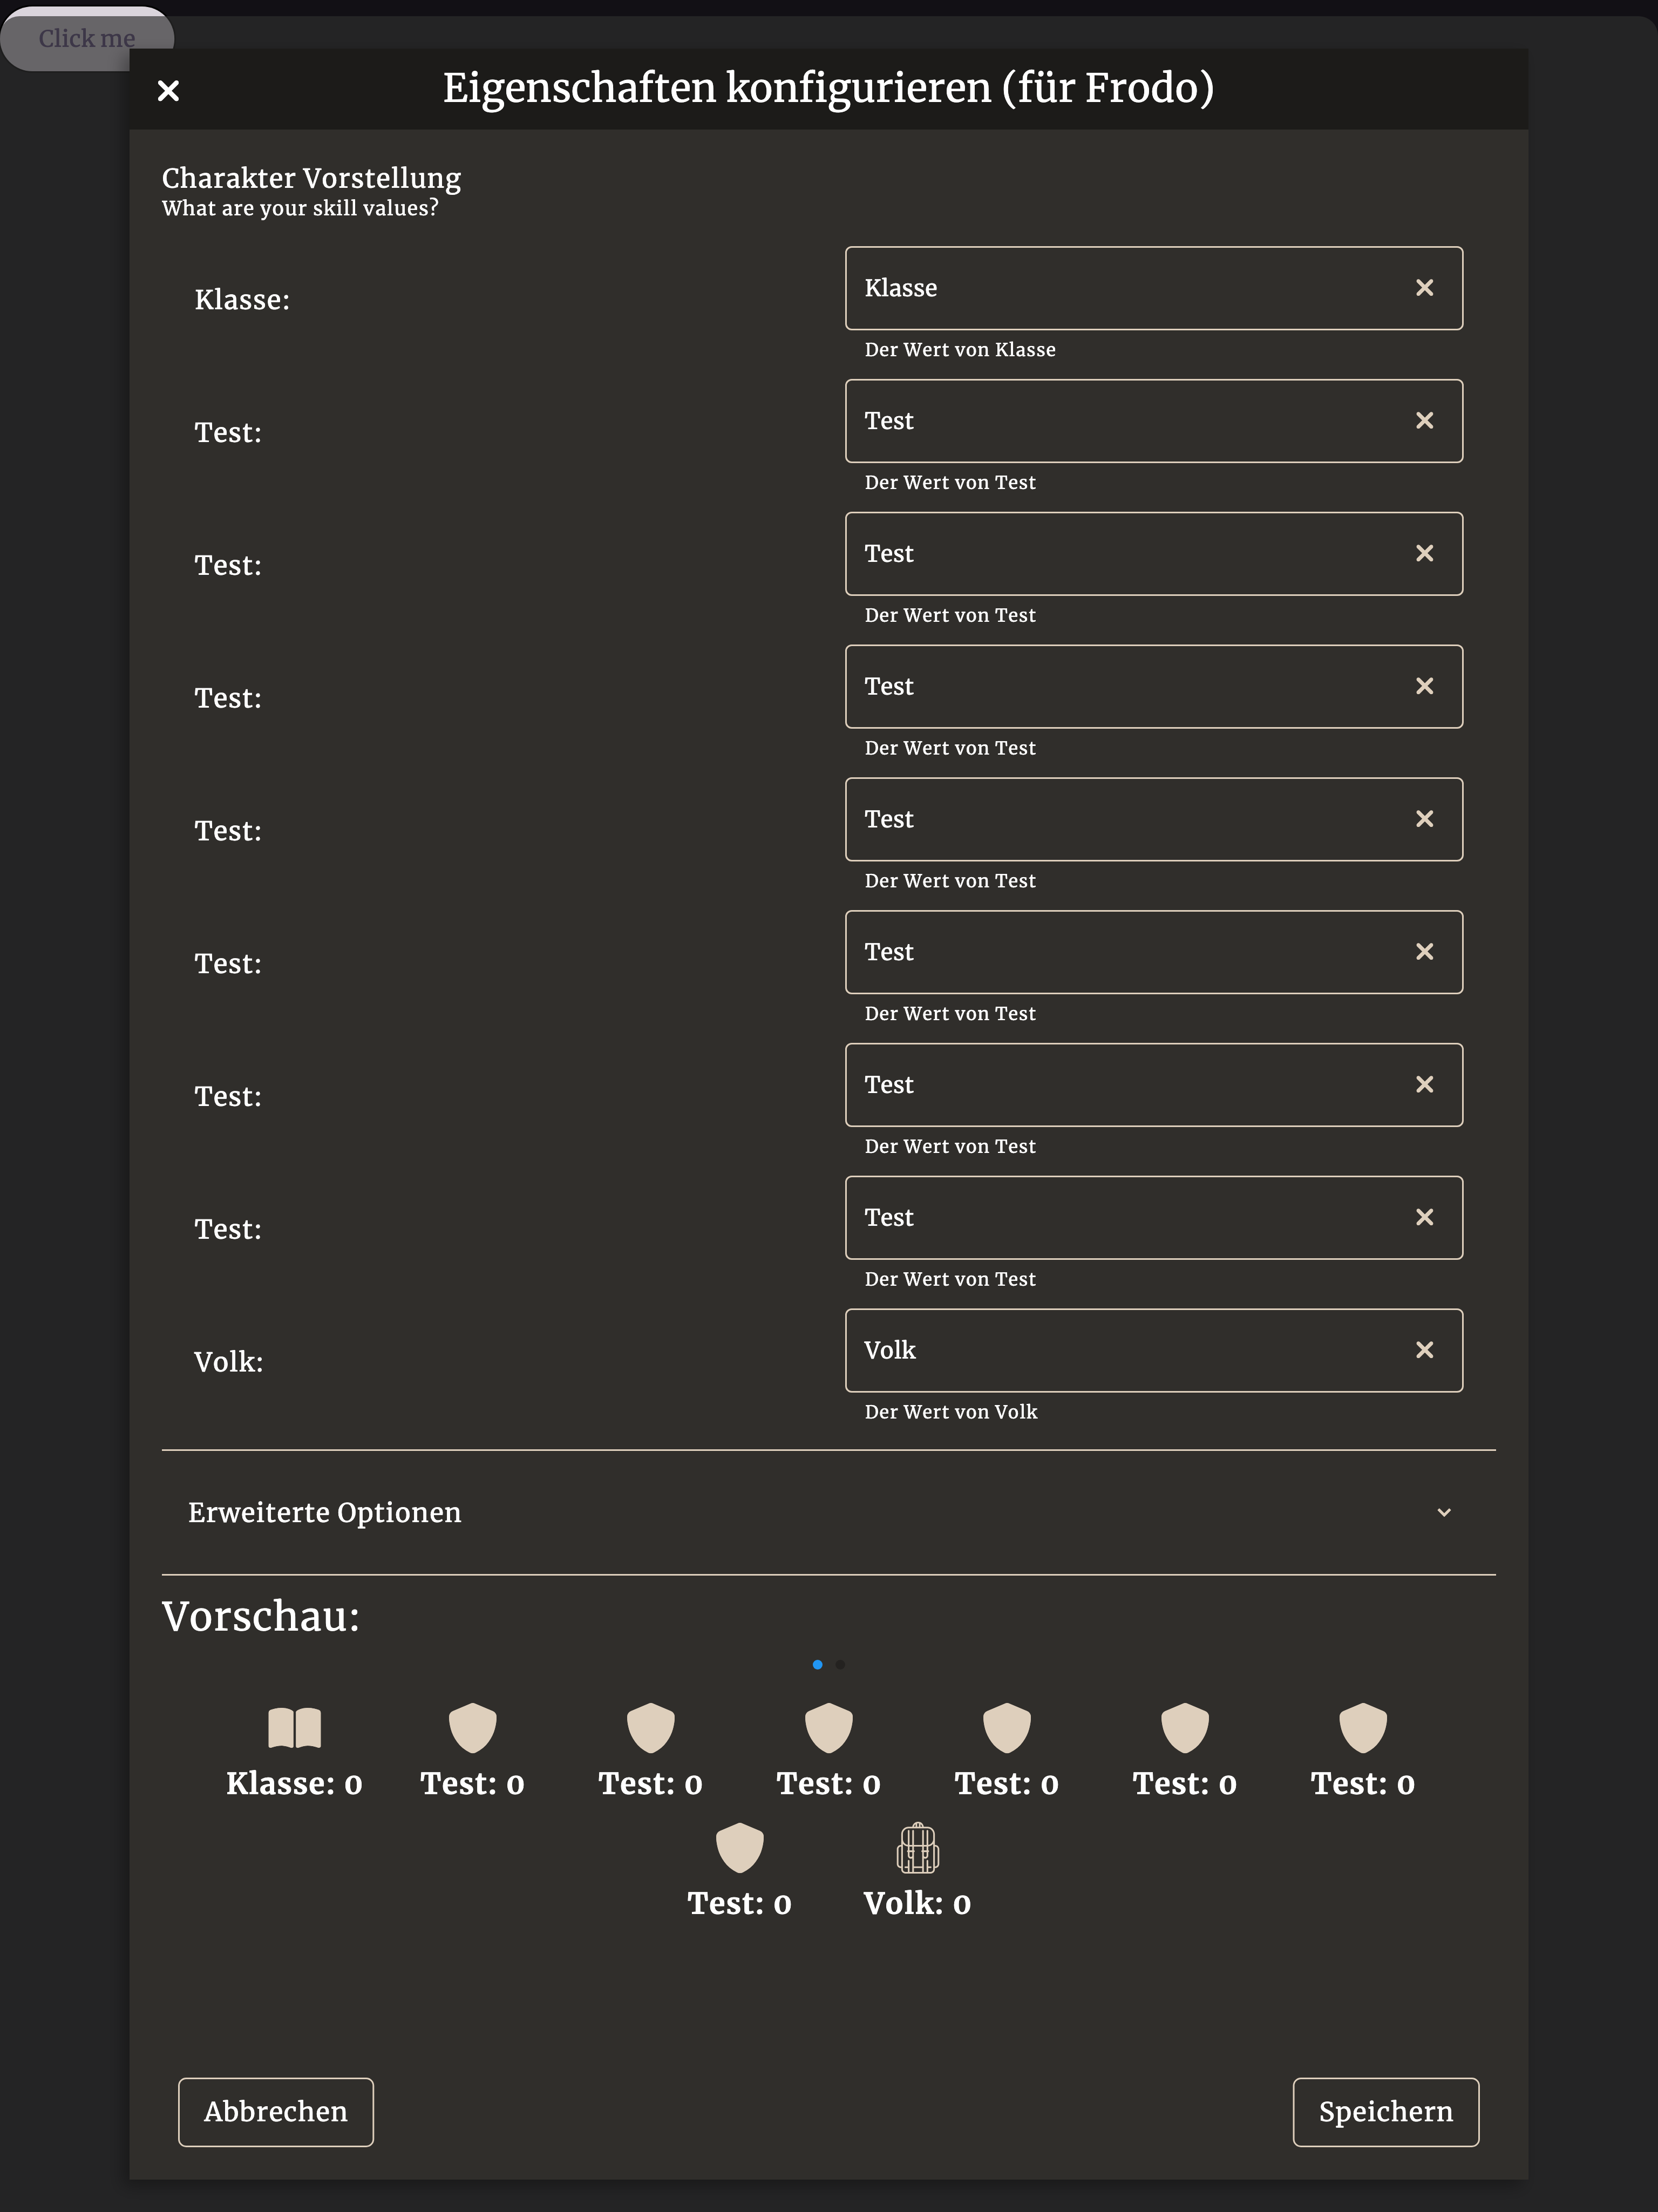 Click me
Eigenschaften konfigurieren (für Frodo)
Charakter Vorstellung
What are your skill values?
Klasse: Klasse
Der Wert von Klasse
Test: Test
Der Wert von Test
Test: Test
Der Wert von Test
Test: Test
Der Wert von Test
Test: Test
Der Wert von Test
Test: Test
Der Wert von Test
Test: Test
Der Wert von Test
Test: Test
Der Wert von Test
Volk: Volk
Der Wert von Volk
Erweiterte Optionen
Vorschau:
Klasse: 0 Test: 0 Test: 0 Test: 0 Test: 0 Test: 0 Test: 0
Test: 0 Volk: 0
Abbrechen Speichern